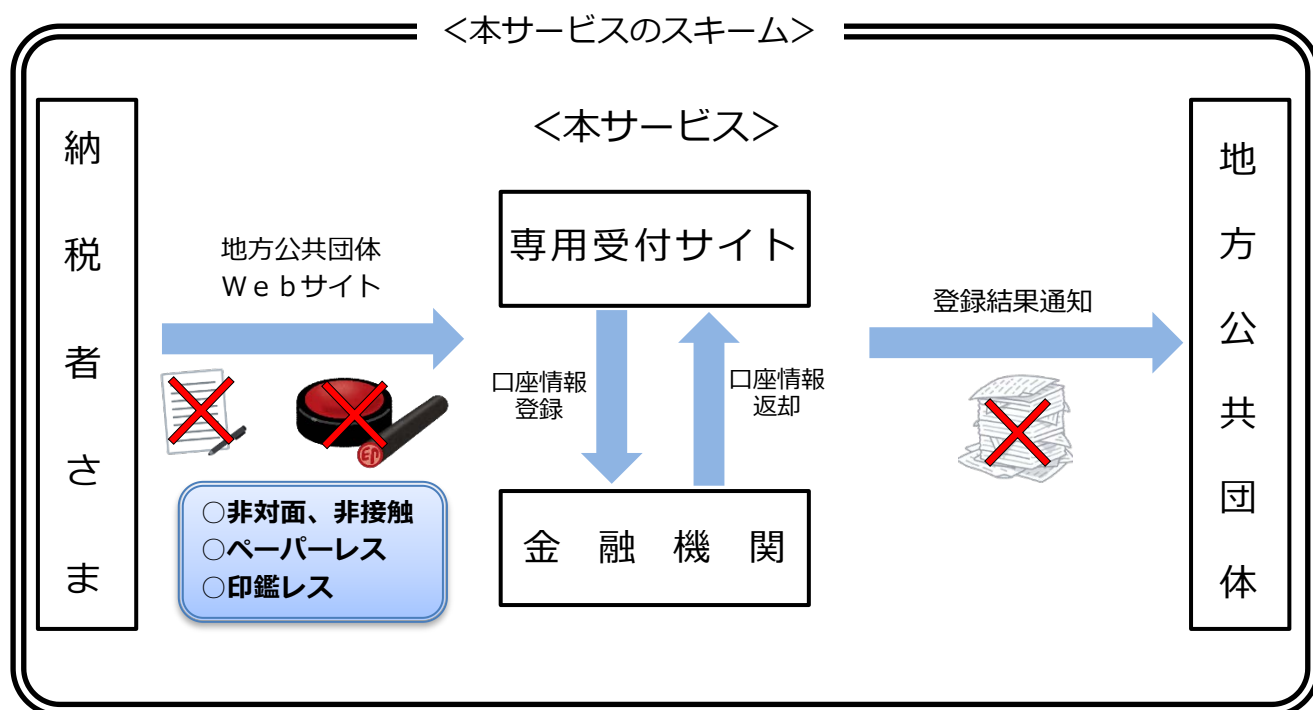 ＜本サービスのスキーム＞
納税者さま
地方公共団体
Ｗｅｂサイト
○非対面、非接触
○ペーパーレス
○印鑑レス
＜本サービス＞
専用受付サイト
口座情報
登録
口座情報
返却
金融機関
登録結果通知
地方公共団体